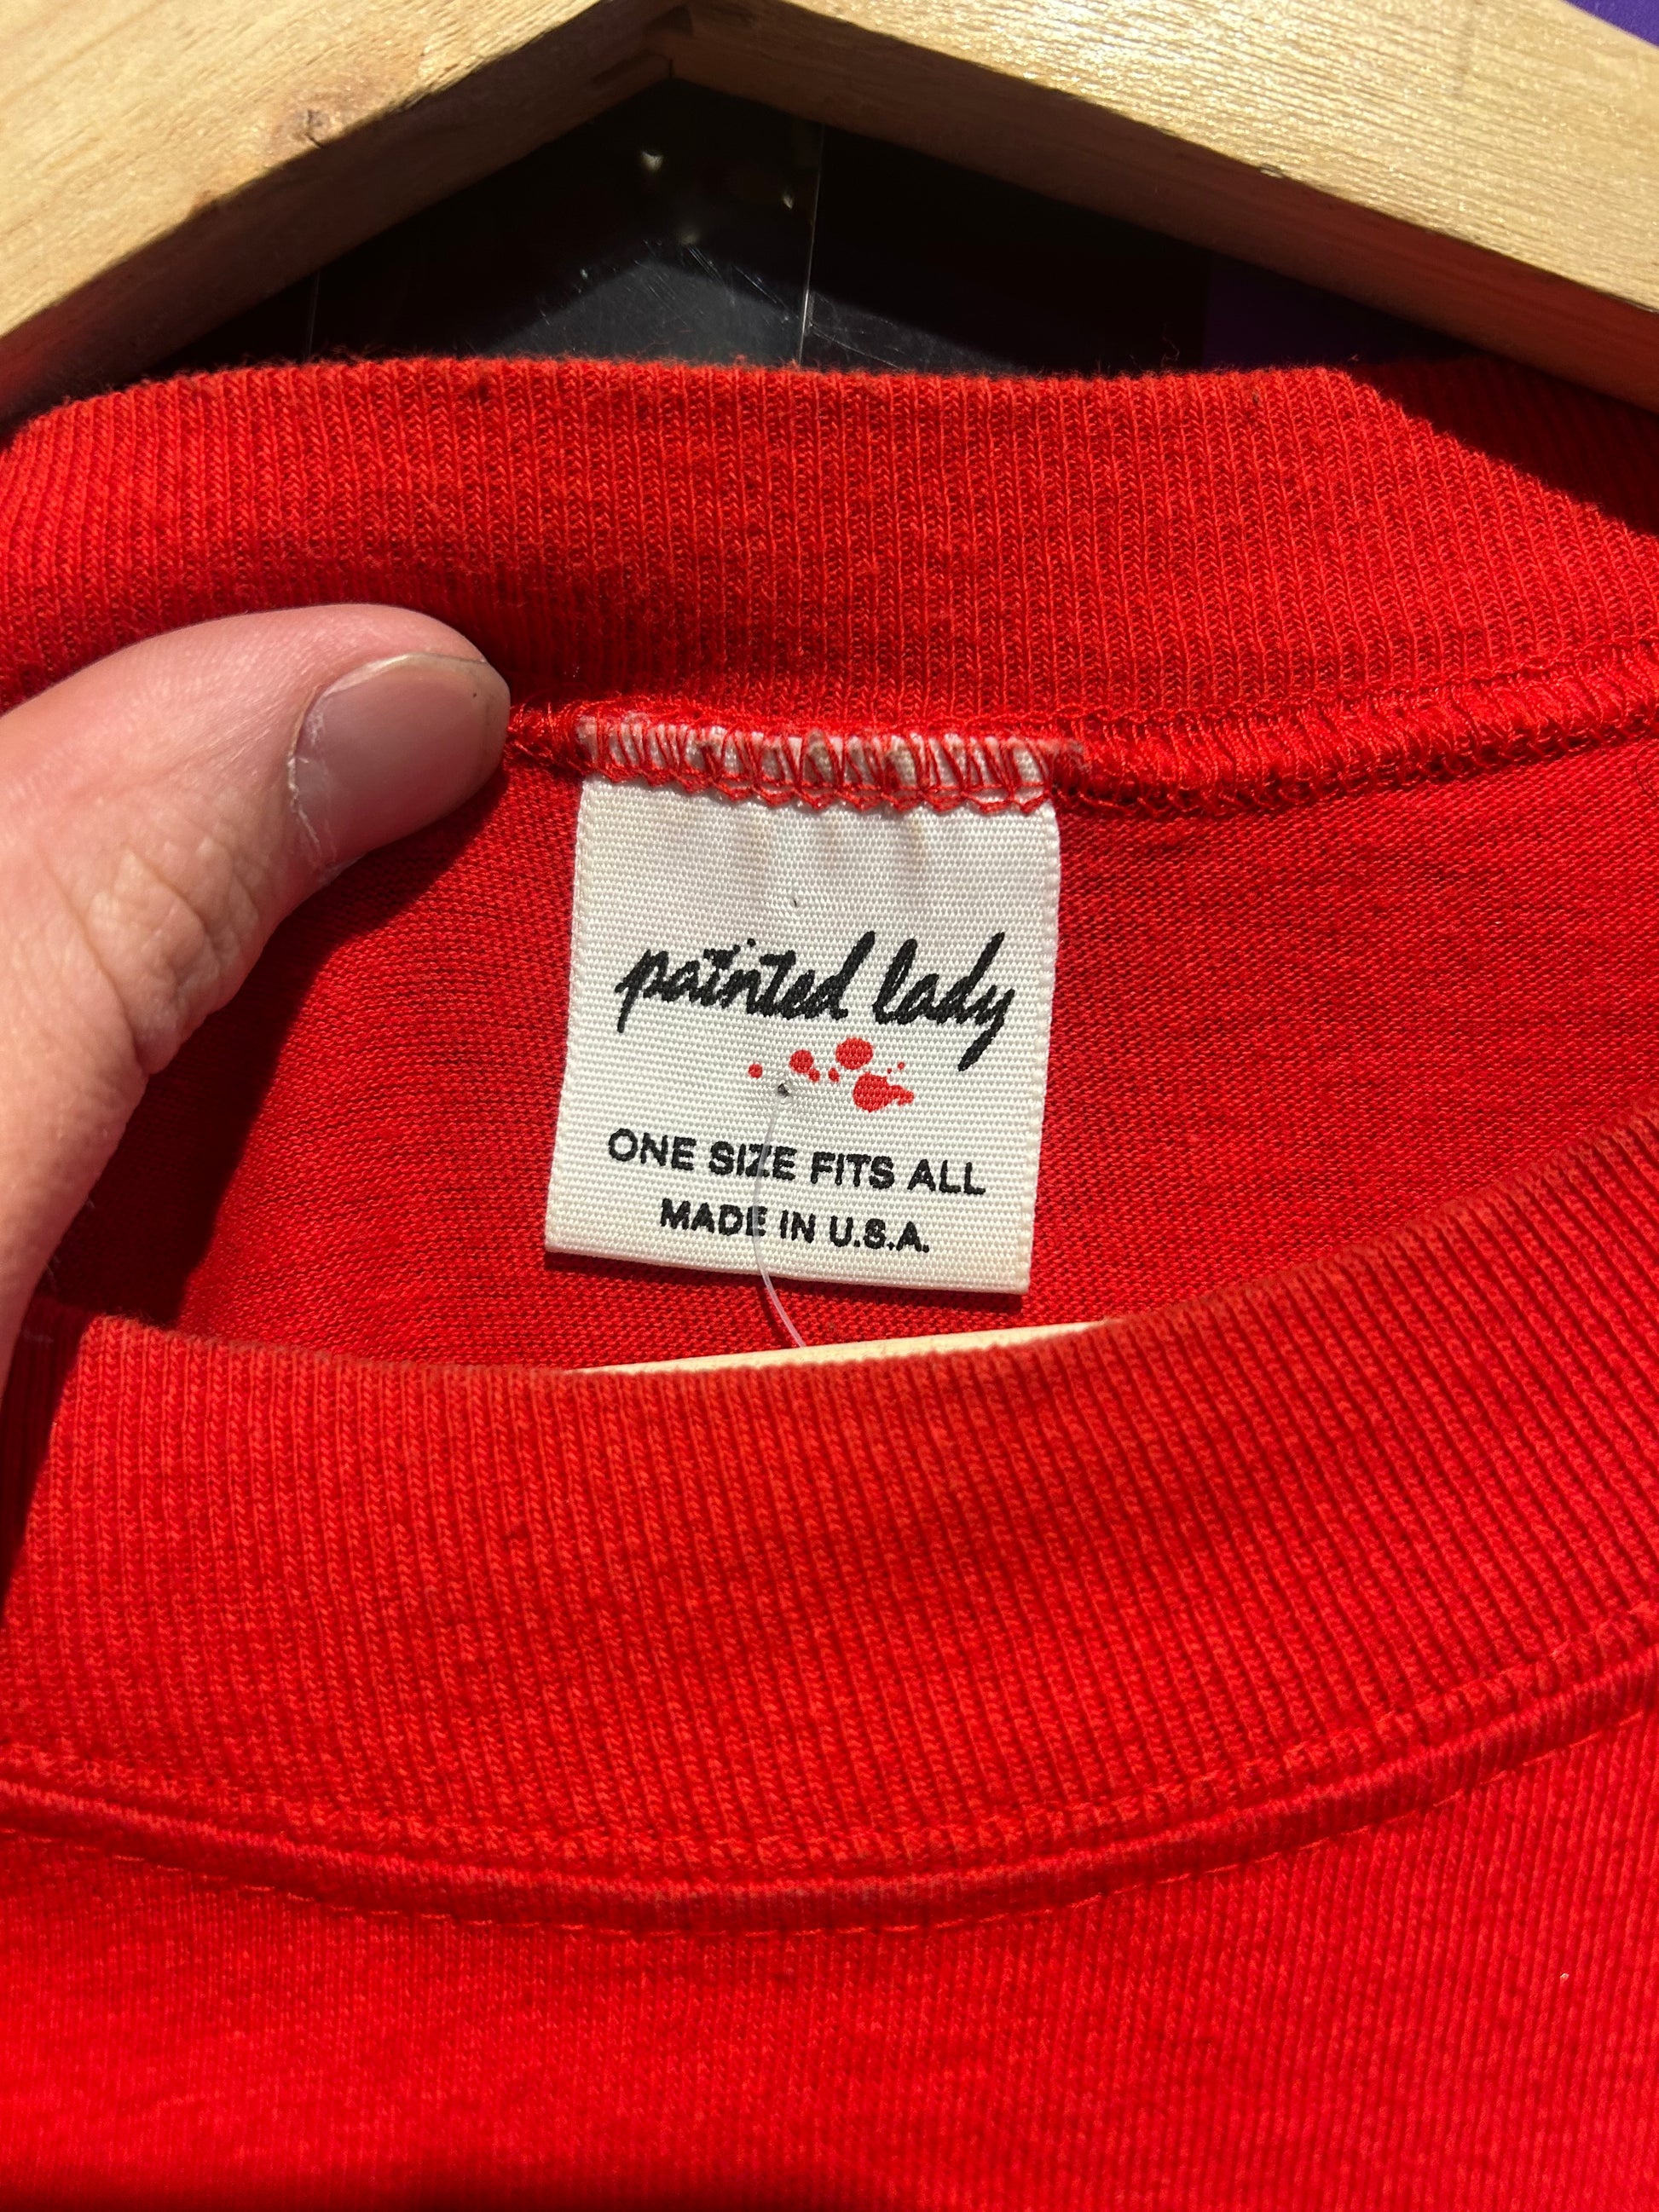 painted lady
ONE SIZE FITS ALL
MADE IN U.S.A.